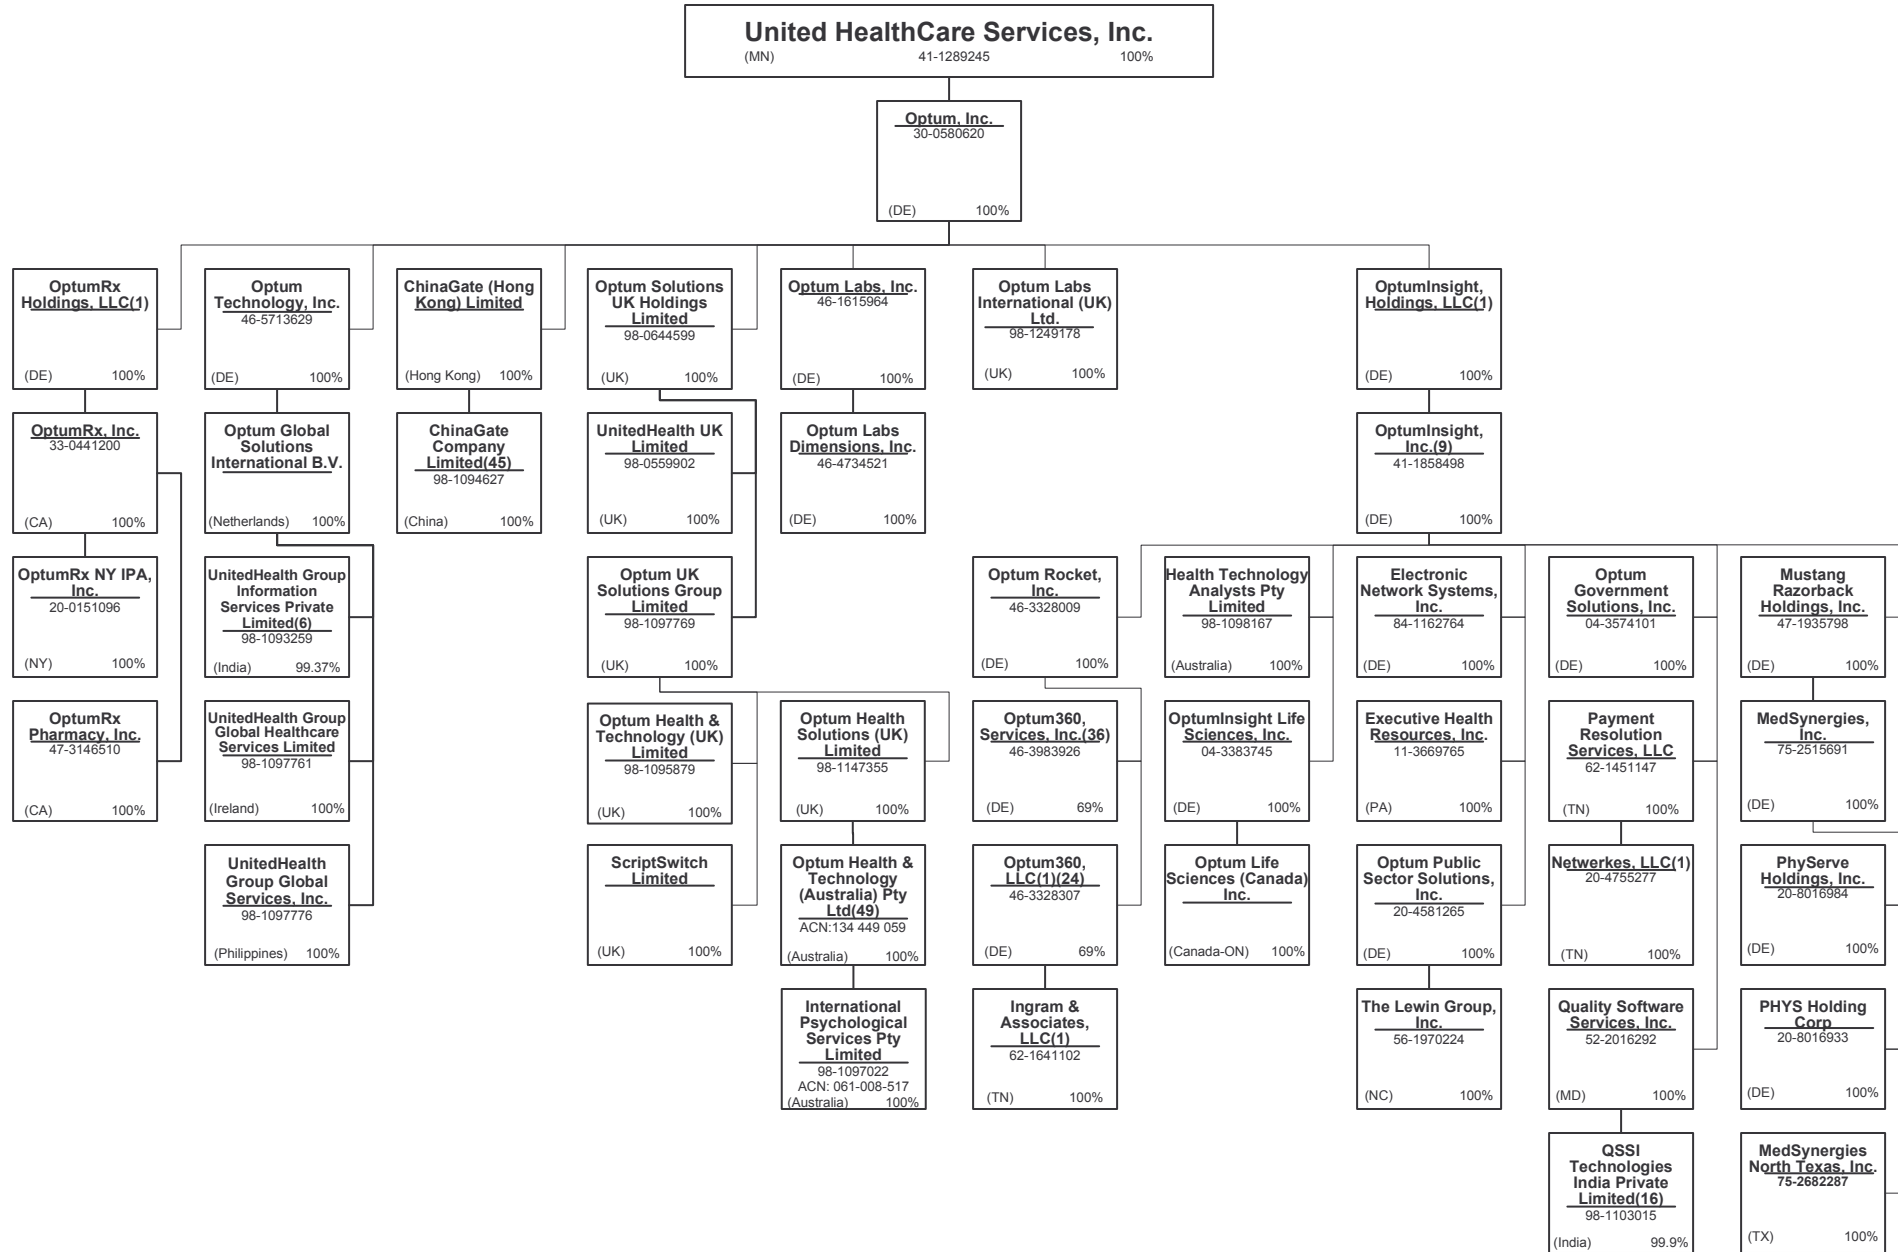 United HealthCare Services, Inc.
(MN) 41-1289245 100%
Optum, Inc.
30-0580620
(DE) 100%
OptumRx
Holdings, LLC(1)
(DE) 100%
Optum
Technology, Inc.
46-5713629
(DE) 100%
ChinaGate (Hong
Kong) Limited
(Hong Kong) 100%
Optum Solutions
UK Holdings
Limited
98-0644599
(UK) 100%
Optum Labs, Inc.
46-1615964
(DE) 100%
Optum Labs
International (UK)
Ltd.
98-1249178
(UK) 100%
OptumInsight,
Holdings, LLC(1)
(DE) 100%
OptumRx, Inc.
33-0441200
(CA) 100%
Optum Global
Solutions
International B.V.
(Netherlands) 100%
ChinaGate
Company
Limited(45)
98-1094627
(China) 100%
UnitedHealth UK
Limited
98-0559902
(UK) 100%
Optum Labs
Dimensions, Inc.
46-4734521
(DE) 100%
OptumInsight,
Inc.(9)
41-1858498
(DE) 100%
OptumRx NY IPA,
Inc.
20-0151096
(NY) 100%
UnitedHealth Group
Information
Services Private
Limited(6)
98-1093259
(India) 99.37%
Optum UK
Solutions Group
Limited
98-1097769
(UK) 100%
Optum Rocket,
Inc.
46-3328009
(DE) 100%
Health Technology
Analysts Pty
Limited
98-1098167
(Australia) 100%
Electronic
Network Systems,
Inc.
84-1162764
(DE) 100%
Optum
Government
Solutions, Inc.
04-3574101
(DE) 100%
Mustang
Razorback
Holdings, Inc.
47-1935798
(DE) 100%
OptumRx
Pharmacy, Inc.
47-3146510
(CA) 100%
UnitedHealth Group
Global Healthcare
Services Limited
98-1097761
(Ireland) 100%
Optum Health &
Technology (UK)
Limited
98-1095879
(UK) 100%
Optum Health
Solutions (UK)
Limited
98-1147355
(UK) 100%
Optum360,
Services, Inc.(36)
46-3983926
(DE) 69%
OptumInsight Life
Sciences, Inc.
04-3383745
(DE) 100%
Executive Health
Resources, Inc.
11-3669765
(PA) 100%
Payment
Resolution
Services, LLC
62-1451147
(TN) 100%
MedSynergies,
Inc.
75-2515691
(DE) 100%
UnitedHealth
Group Global
Services, Inc.
98-1097776
(Philippines) 100%
ScriptSwitch
Limited
(UK) 100%
Optum Health &
Technology
(Australia) Pty
Ltd(49)
ACN:134 449 059
(Australia) 100%
Optum360,
LLC(1)(24)
46-3328307
(DE) 69%
Optum Life
Sciences (Canada)
Inc.
(Canada-ON) 100%
Optum Public
Sector Solutions,
Inc.
20-4581265
(DE) 100%
Netwerkes, LLC(1)
20-4755277
(TN) 100%
PhyServe
Holdings, Inc.
20-8016984
(DE) 100%
International
Psychological
Services Pty
Limited
98-1097022
ACN: 061-008-517
(Australia) 100%
Ingram &
Associates,
LLC(1)
62-1641102
(TN) 100%
The Lewin Group,
Inc.
56-1970224
(NC) 100%
Quality Software
Services, Inc.
52-2016292
(MD) 100%
PHYS Holding
Corp
20-8016933
(DE) 100%
QSSI
Technologies
India Private
Limited(16)
98-1103015
(India) 99.9%
MedSynergies
North Texas, Inc.
75-2682287
(TX) 100%